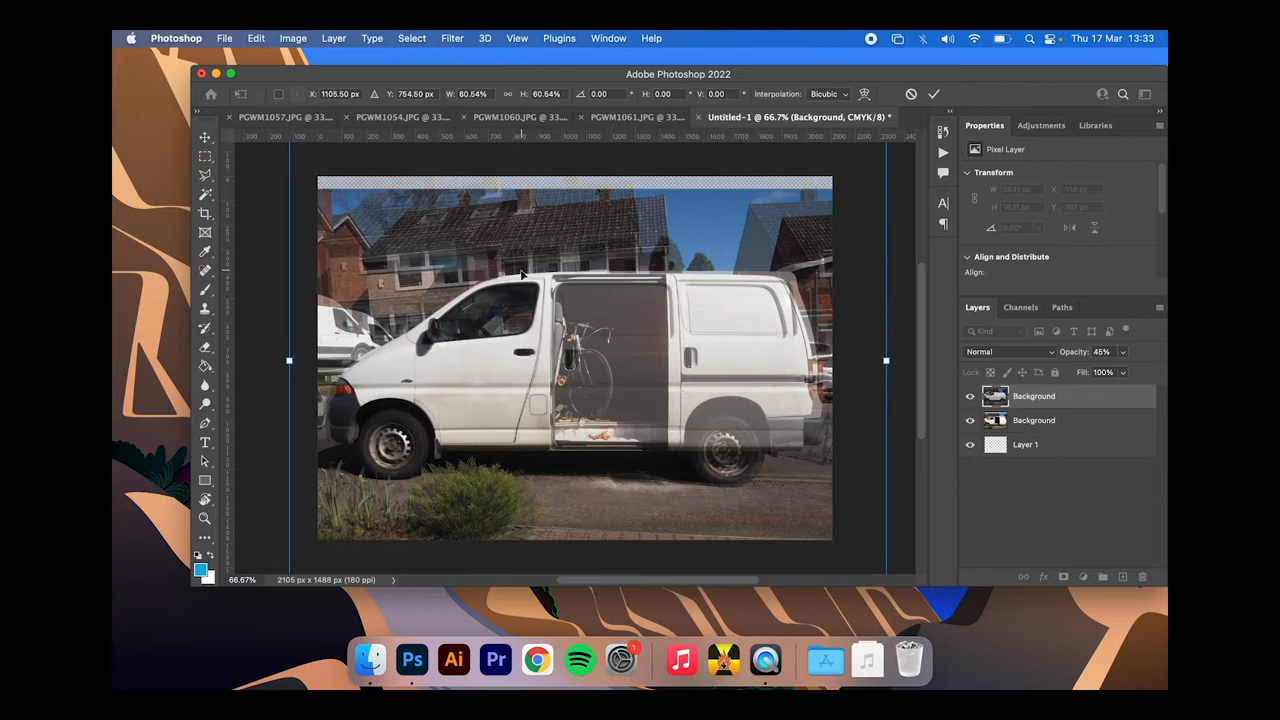 Photoshop File Edit Image Layer Type Select Filter 3D View Plugins Window Help Thu 17 Mar 13:33
Adobe Photoshop 2022
X: 1105.50 px Y: 754.50 px W: 60.54% H: 60.54% 0.00 ° H: 0.00 ° V: 0.00 ° Interpolation: Bicubic
PGWM1057.JPG @ 33.... PGWM1054.JPG @ 33.... PGWM1060.JPG @ 33.... PGWM1061.JPG @ 33.... Untitled-1 @ 66.7% (Background, CMYK/8) *
Properties Adjustments Libraries
Pixel Layer
Transform
Align and Distribute
Align:
Layers Channels Paths
Kind
Normal Opacity: 45%
Lock: Fill: 100%
Background
Background
Layer 1
66.67% 2105 px x 1488 px (180 ppi)
Ps Ai Pr 1